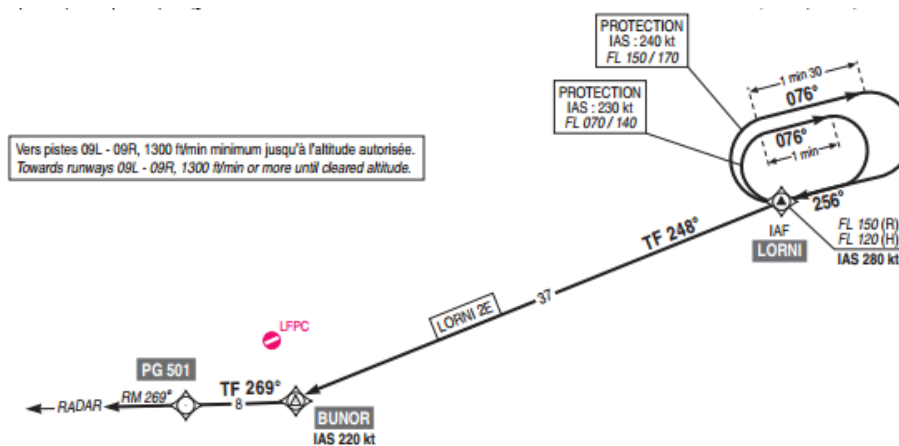 PROTECTION
IAS : 240 kt
FL 150 / 170
1 min 30
076°
PROTECTION
IAS : 230 kt
FL 070 / 140
076°
1 min
Vers pistes 09L - 09R, 1300 ft/min minimum jusqu'à l'altitude autorisée.
Towards runways 09L - 09R, 1300 ft/min or more until cleared altitude.
256°
IAF
LORNI
FL 150 (R)
FL 120 (H)
IAS 280 kt
TF 248°
37
LORNI 2E
LFPC
PG 501
TF 269°
8
RM 269°
RADAR
BUNOR
IAS 220 kt